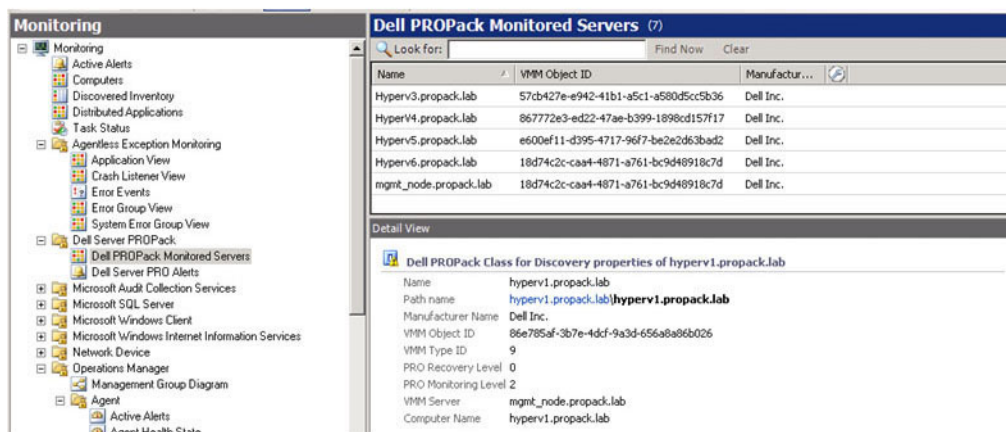 Monitoring
Monitoring
Active Alerts
Computers
Discovered Inventory
Distributed Applications
Task Status
Agentless Exception Monitoring
Application View
Crash Listener View
Error Events
Error Group View
System Error Group View
Dell Server PROPack
Dell PROPack Monitored Servers
Dell Server PRO Alerts
Microsoft Audit Collection Services
Microsoft SQL Server
Microsoft Windows Client
Microsoft Windows Internet Information Services
Network Device
Operations Manager
Management Group Diagram
Agent
Active Alerts
Agent Health State
Dell PROPack Monitored Servers (7)
Look for: Find Now Clear
Name VMM Object ID Manufactur...
Hyperv3.propack.lab 57cb427e-e942-41b1-a5c1-a580d5cc5b36 Dell Inc.
HyperV4.propack.lab 867772e3-ed22-47ae-b399-1898cd157f17 Dell Inc.
Hyperv5.propack.lab e600ef11-d395-4717-96f7-be2e2d63bad2 Dell Inc.
Hyperv6.propack.lab 18d74c2c-caa4-4871-a761-bc9d48918c7d Dell Inc.
mgmt_node.propack.lab 18d74c2c-caa4-4871-a761-bc9d48918c7d Dell Inc.
Detail View
Dell PROPack Class for Discovery properties of hyperv1.propack.lab
Name hyperv1.propack.lab
Path name hyperv1.propack.lab\hyperv1.propack.lab
Manufacturer Name Dell Inc.
VMM Object ID 86e785af-3b7e-4dcf-9a3d-656a8a86b026
VMM Type ID 9
PRO Recovery Level 0
PRO Monitoring Level 2
VMM Server mgmt_node.propack.lab
Computer Name hyperv1.propack.lab